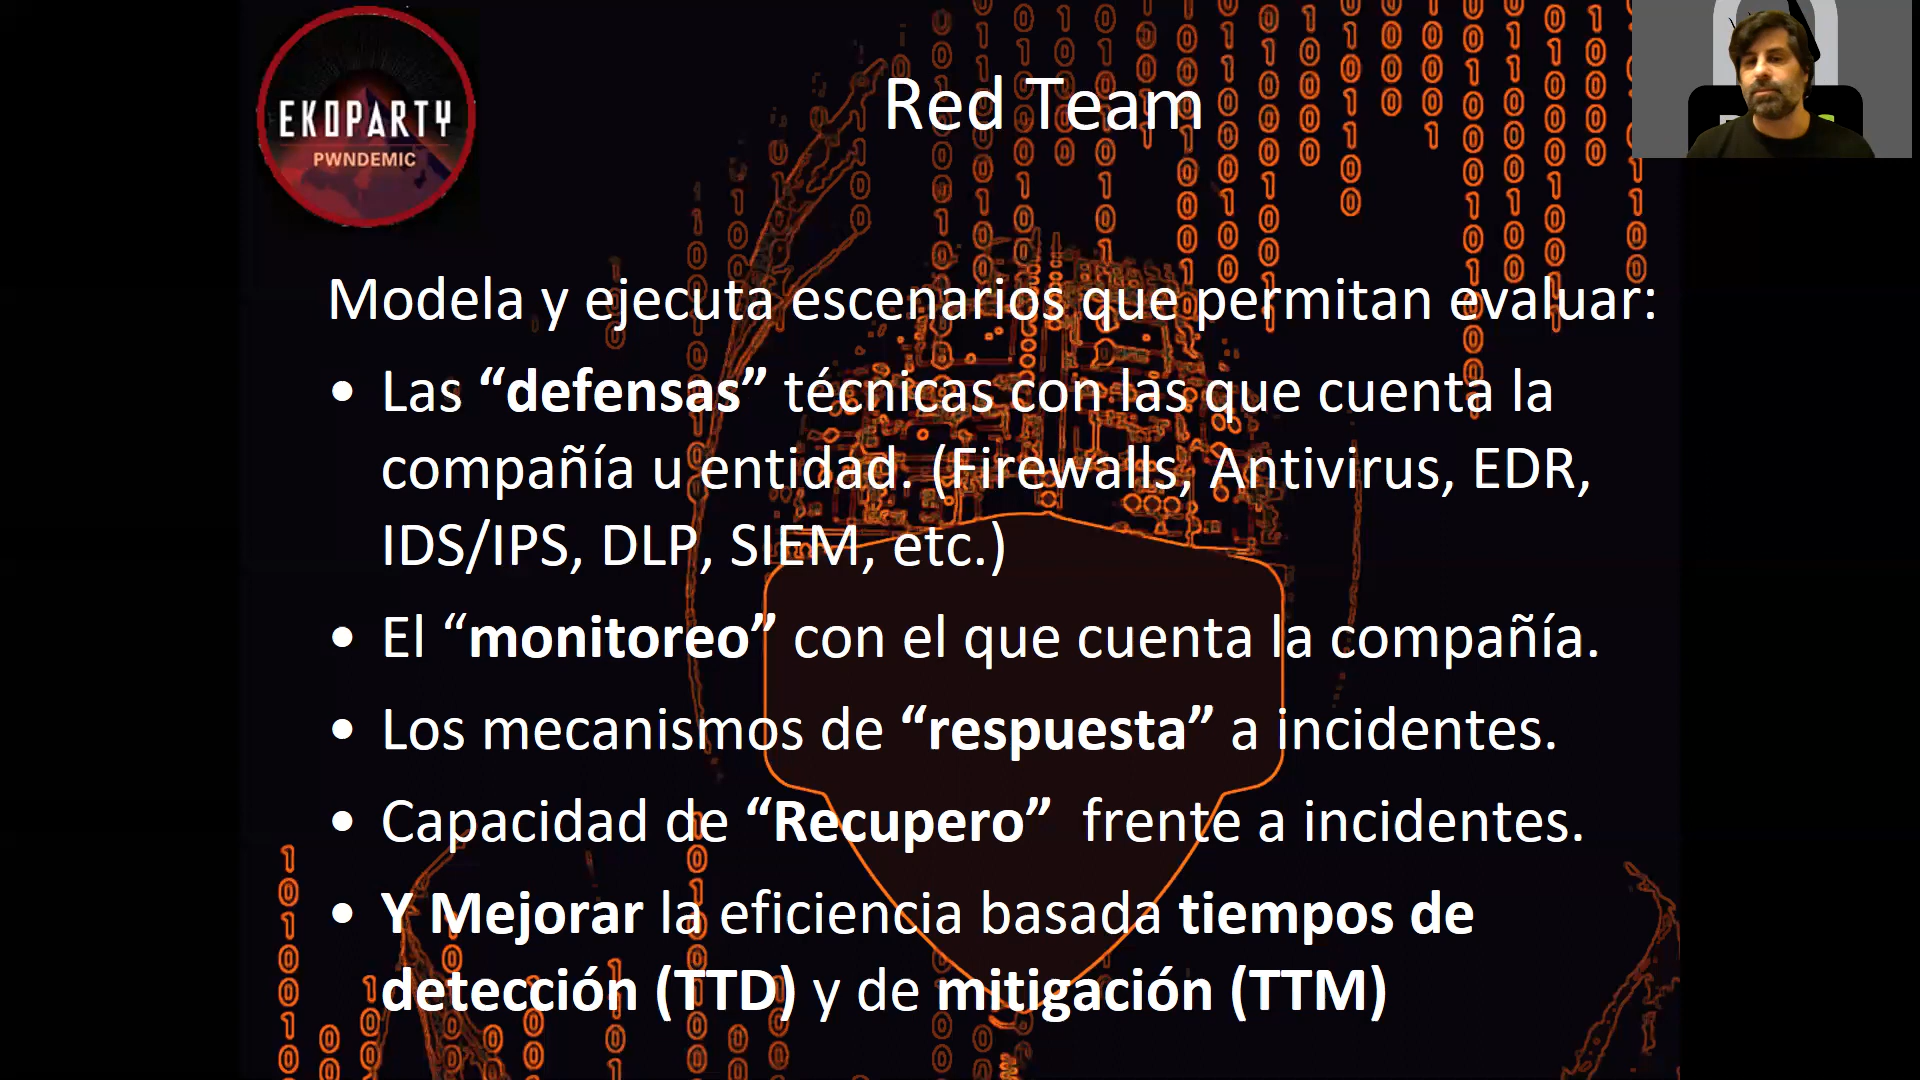 EKOPARTY
PWNDEMIC
Red Team
Modela y ejecuta escenarios que permitan evaluar:
• Las “defensas” técnicas con las que cuenta la
compañía u entidad. (Firewalls, Antivirus, EDR,
IDS/IPS, DLP, SIEM, etc.)
• El “monitoreo” con el que cuenta la compañía.
• Los mecanismos de “respuesta” a incidentes.
• Capacidad de “Recupero”  frente a incidentes.
• Y Mejorar la eficiencia basada tiempos de
detección (TTD) y de mitigación (TTM)